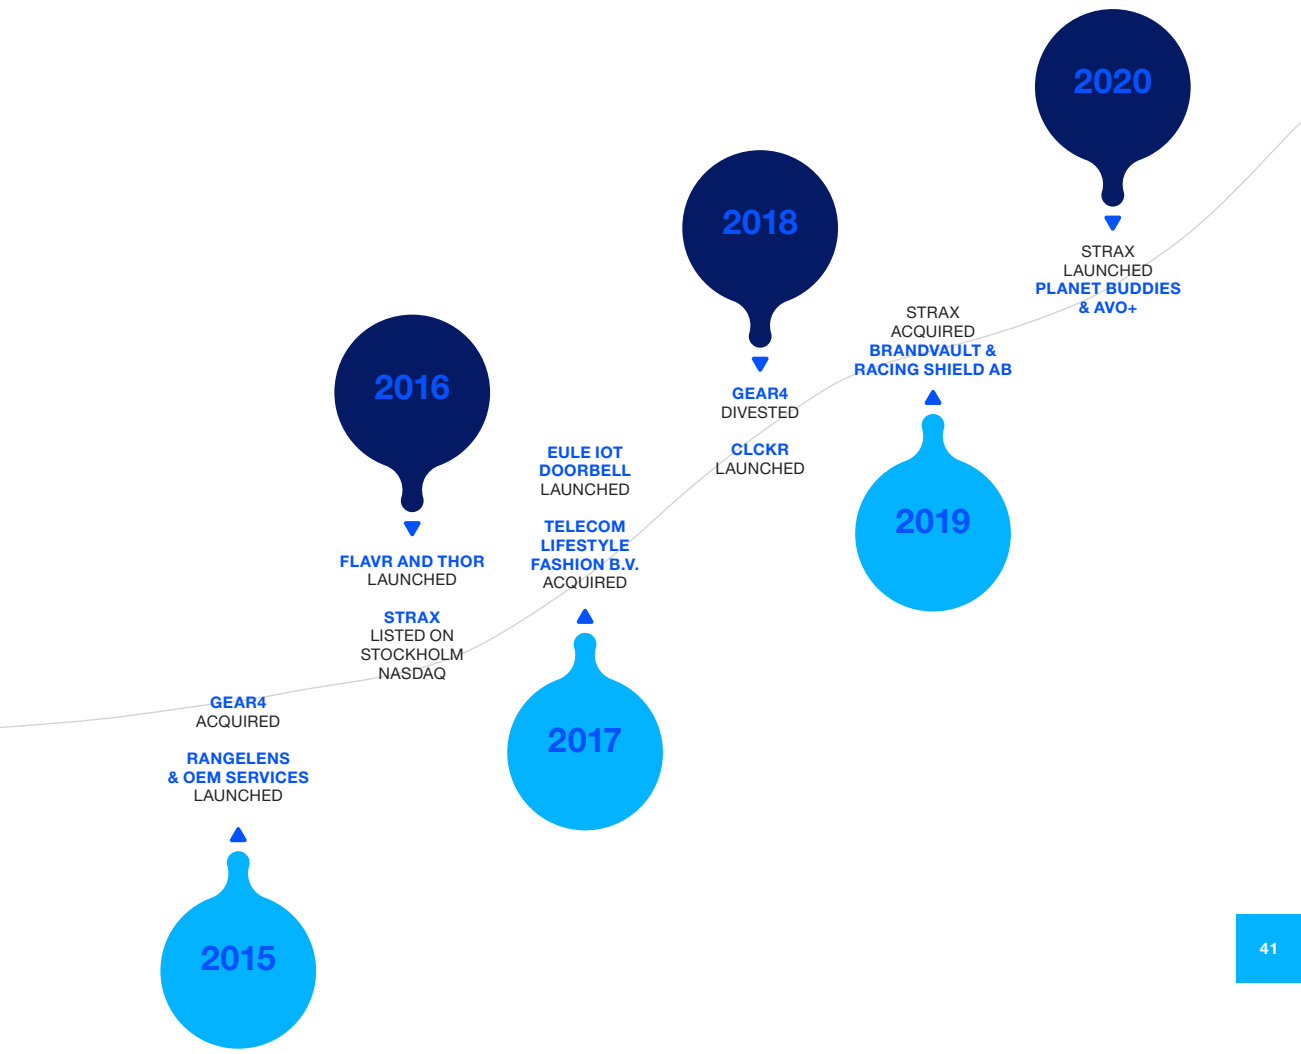 2015
GEAR4
ACQUIRED
RANGELENS
& OEM SERVICES
LAUNCHED
2016
FLAVR AND THOR
LAUNCHED
STRAX
LISTED ON
STOCKHOLM
NASDAQ
2017
EULE IOT
DOORBELL
LAUNCHED
TELECOM
LIFESTYLE
FASHION B.V.
ACQUIRED
2018
GEAR4
DIVESTED
CLCKR
LAUNCHED
2019
STRAX
ACQUIRED
BRANDVAULT &
RACING SHIELD AB
2020
STRAX
LAUNCHED
PLANET BUDDIES
& AVO+
41